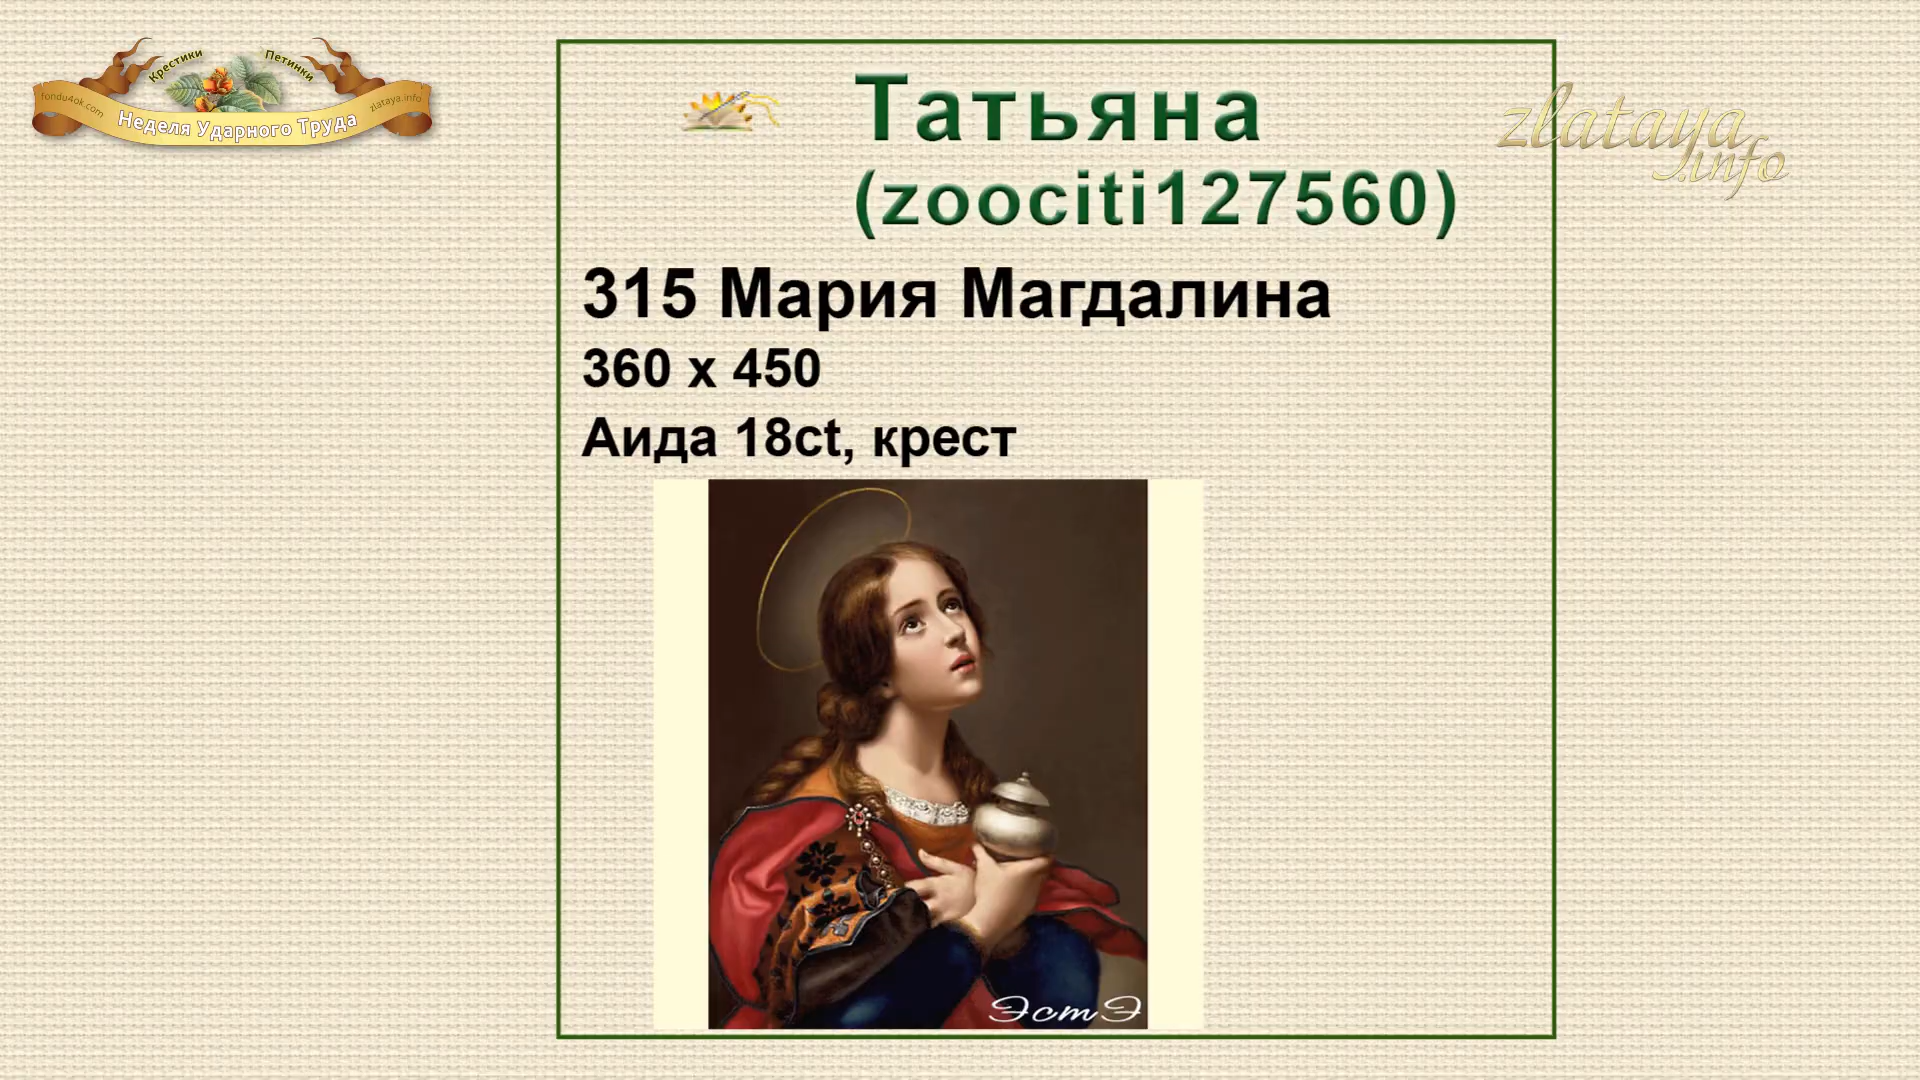 Крестики
Петинки
fondu4ok.com
zlataya.info
Неделя Ударного Труда
Татьяна
(zoociti127560)
zlataya
.info
315 Мария Магдалина
360 x 450
Аида 18ct, крест
ЭстЭ